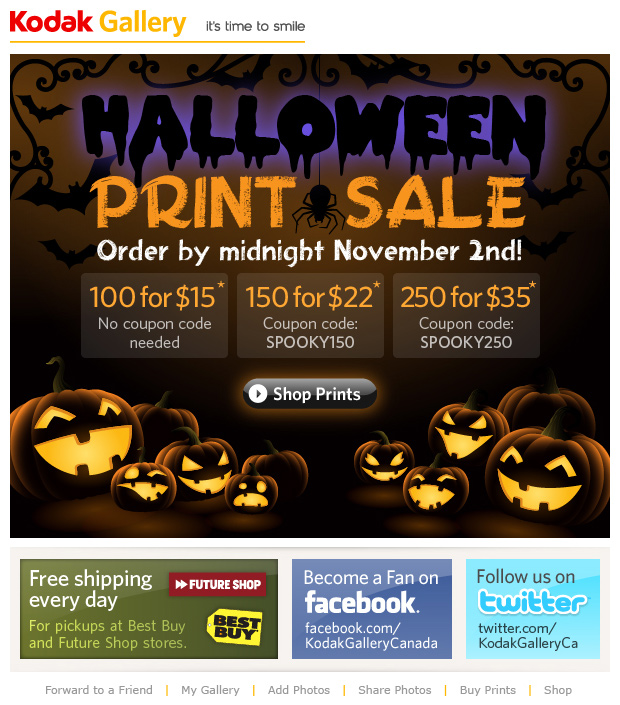 Kodak Gallery it's time to smile
HALLOWEEN
PRINT SALE
Order by midnight November 2nd!
100 for $15*
No coupon code
needed
150 for $22*
Coupon code:
SPOOKY150
250 for $35*
Coupon code:
SPOOKY250
Shop Prints
Free shipping
every day
For pickups at Best Buy
and Future Shop stores.
FUTURE SHOP
BEST
BUY
Become a Fan on
facebook.
facebook.com/
KodakGalleryCanada
Follow us on
twitter
twitter.com/
KodakGalleryCa
Forward to a Friend | My Gallery | Add Photos | Share Photos | Buy Prints | Shop